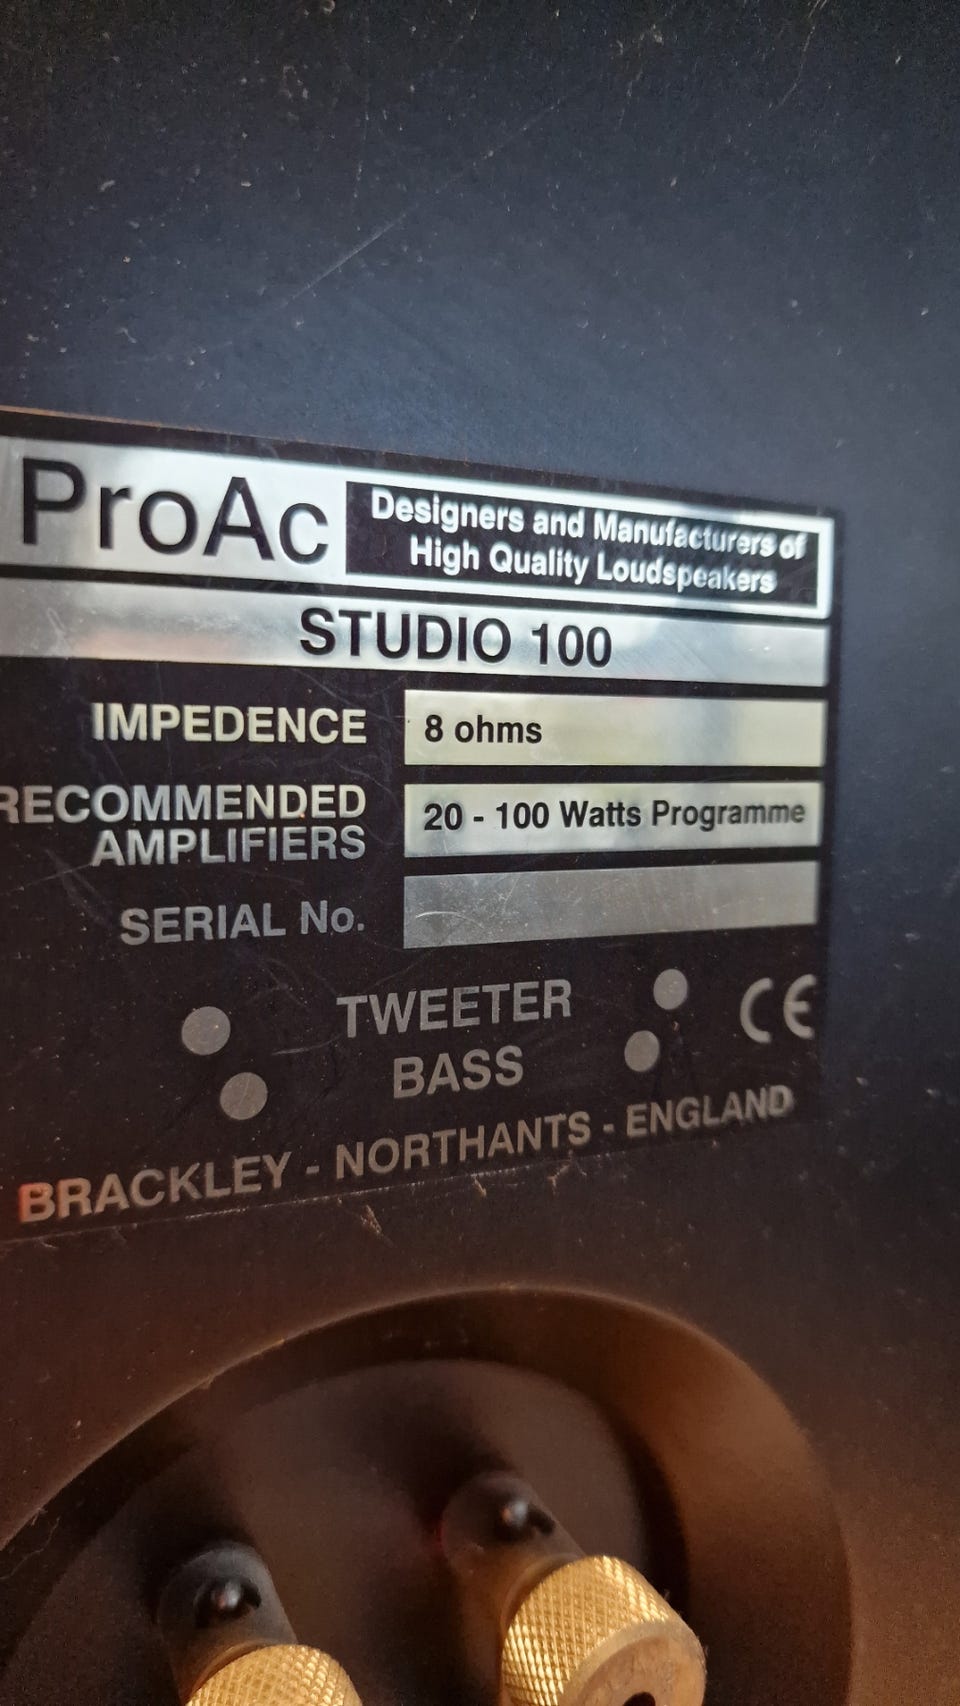 ProAc
Designers and Manufacturers of
High Quality Loudspeakers
STUDIO 100
IMPEDENCE 8 ohms
RECOMMENDED
AMPLIFIERS 20 - 100 Watts Programme
SERIAL No.
TWEETER
BASS
CE
BRACKLEY - NORTHANTS - ENGLAND